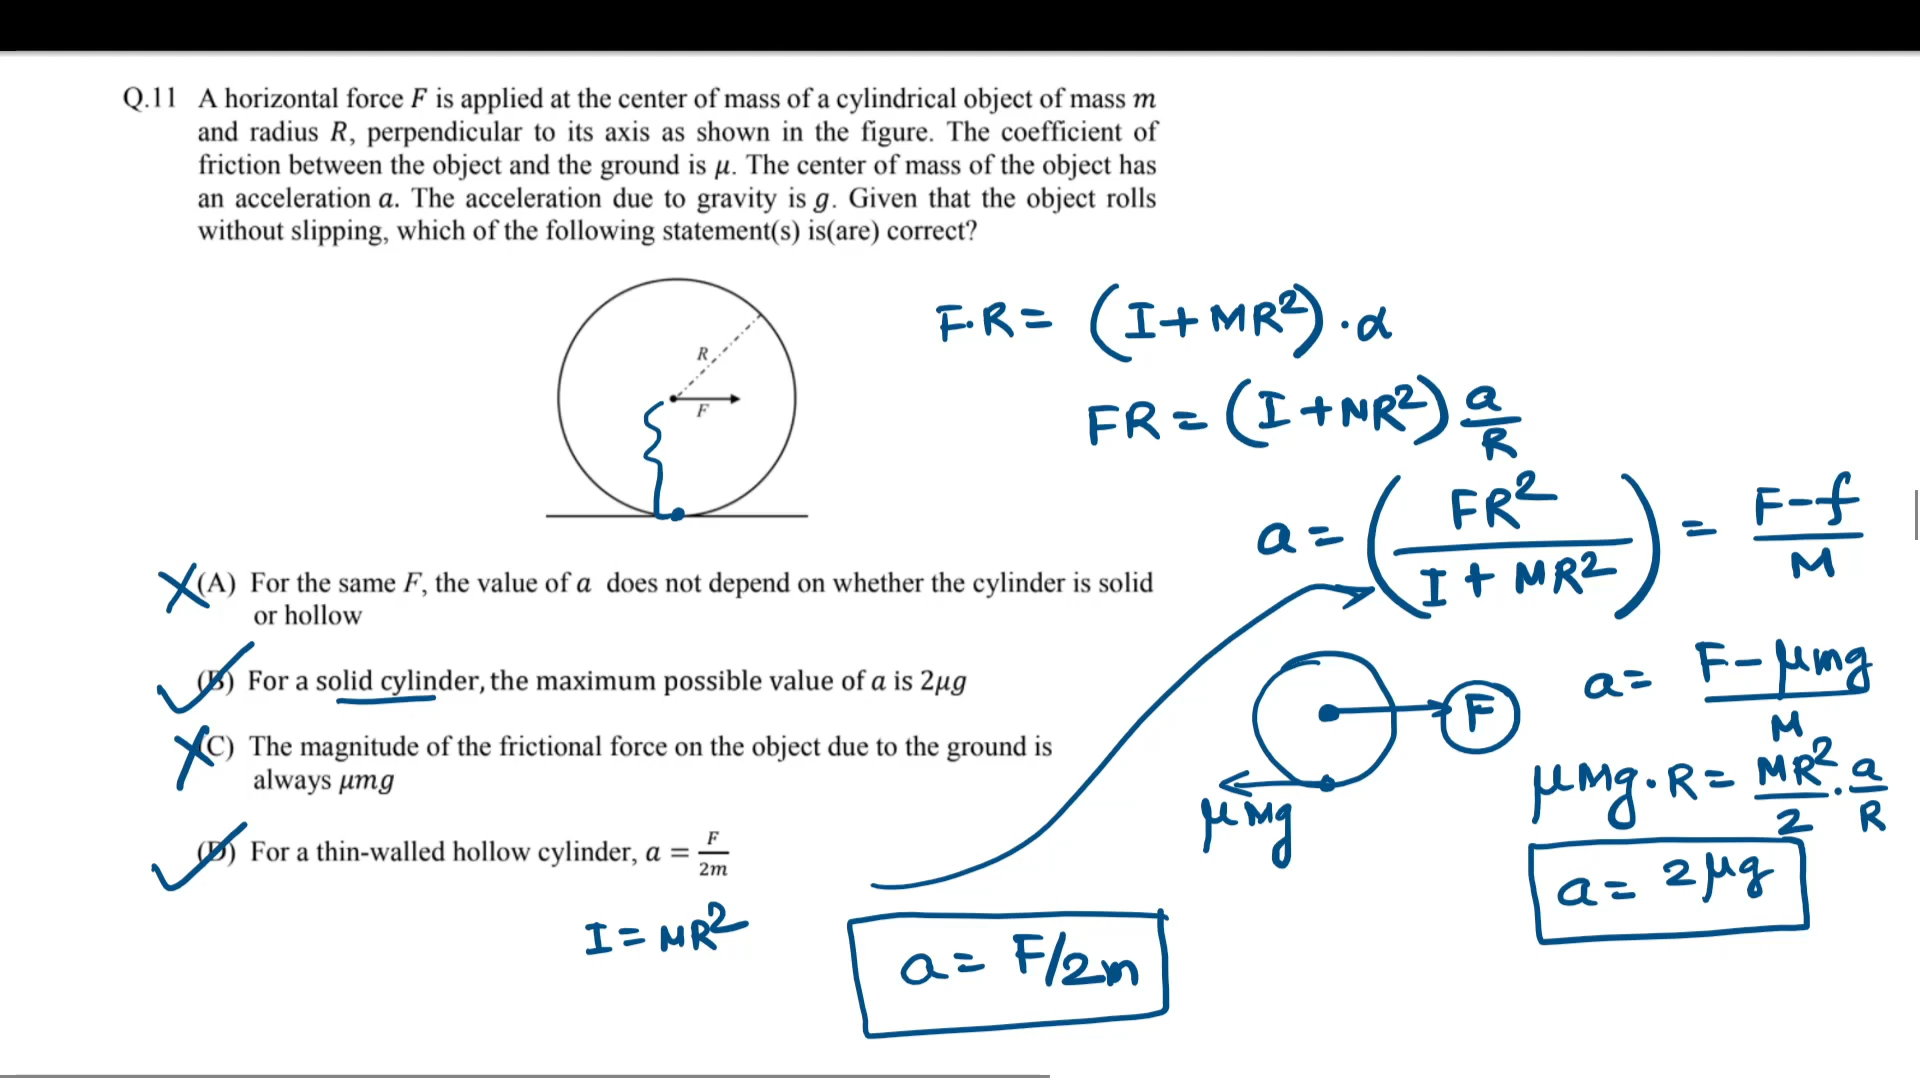 Q.11 A horizontal force F is applied at the center of mass of a cylindrical object of mass m
and radius R, perpendicular to its axis as shown in the figure. The coefficient of
friction between the object and the ground is μ. The center of mass of the object has
an acceleration a. The acceleration due to gravity is g. Given that the object rolls
without slipping, which of the following statement(s) is(are) correct?
R
F
F·R = (I + MR²)·α
FR = (I + MR²) a/R
a = (FR²/(I + MR²)) = (F-f)/M
(A) For the same F, the value of a does not depend on whether the cylinder is solid
or hollow
(B) For a solid cylinder, the maximum possible value of a is 2μg
(C) The magnitude of the frictional force on the object due to the ground is
always μmg
(D) For a thin-walled hollow cylinder, a = F/2m
I = MR²
a = F/2m
F
μMg
a = (F-μmg)/M
μMg·R = MR²/2 · a/R
a = 2μg